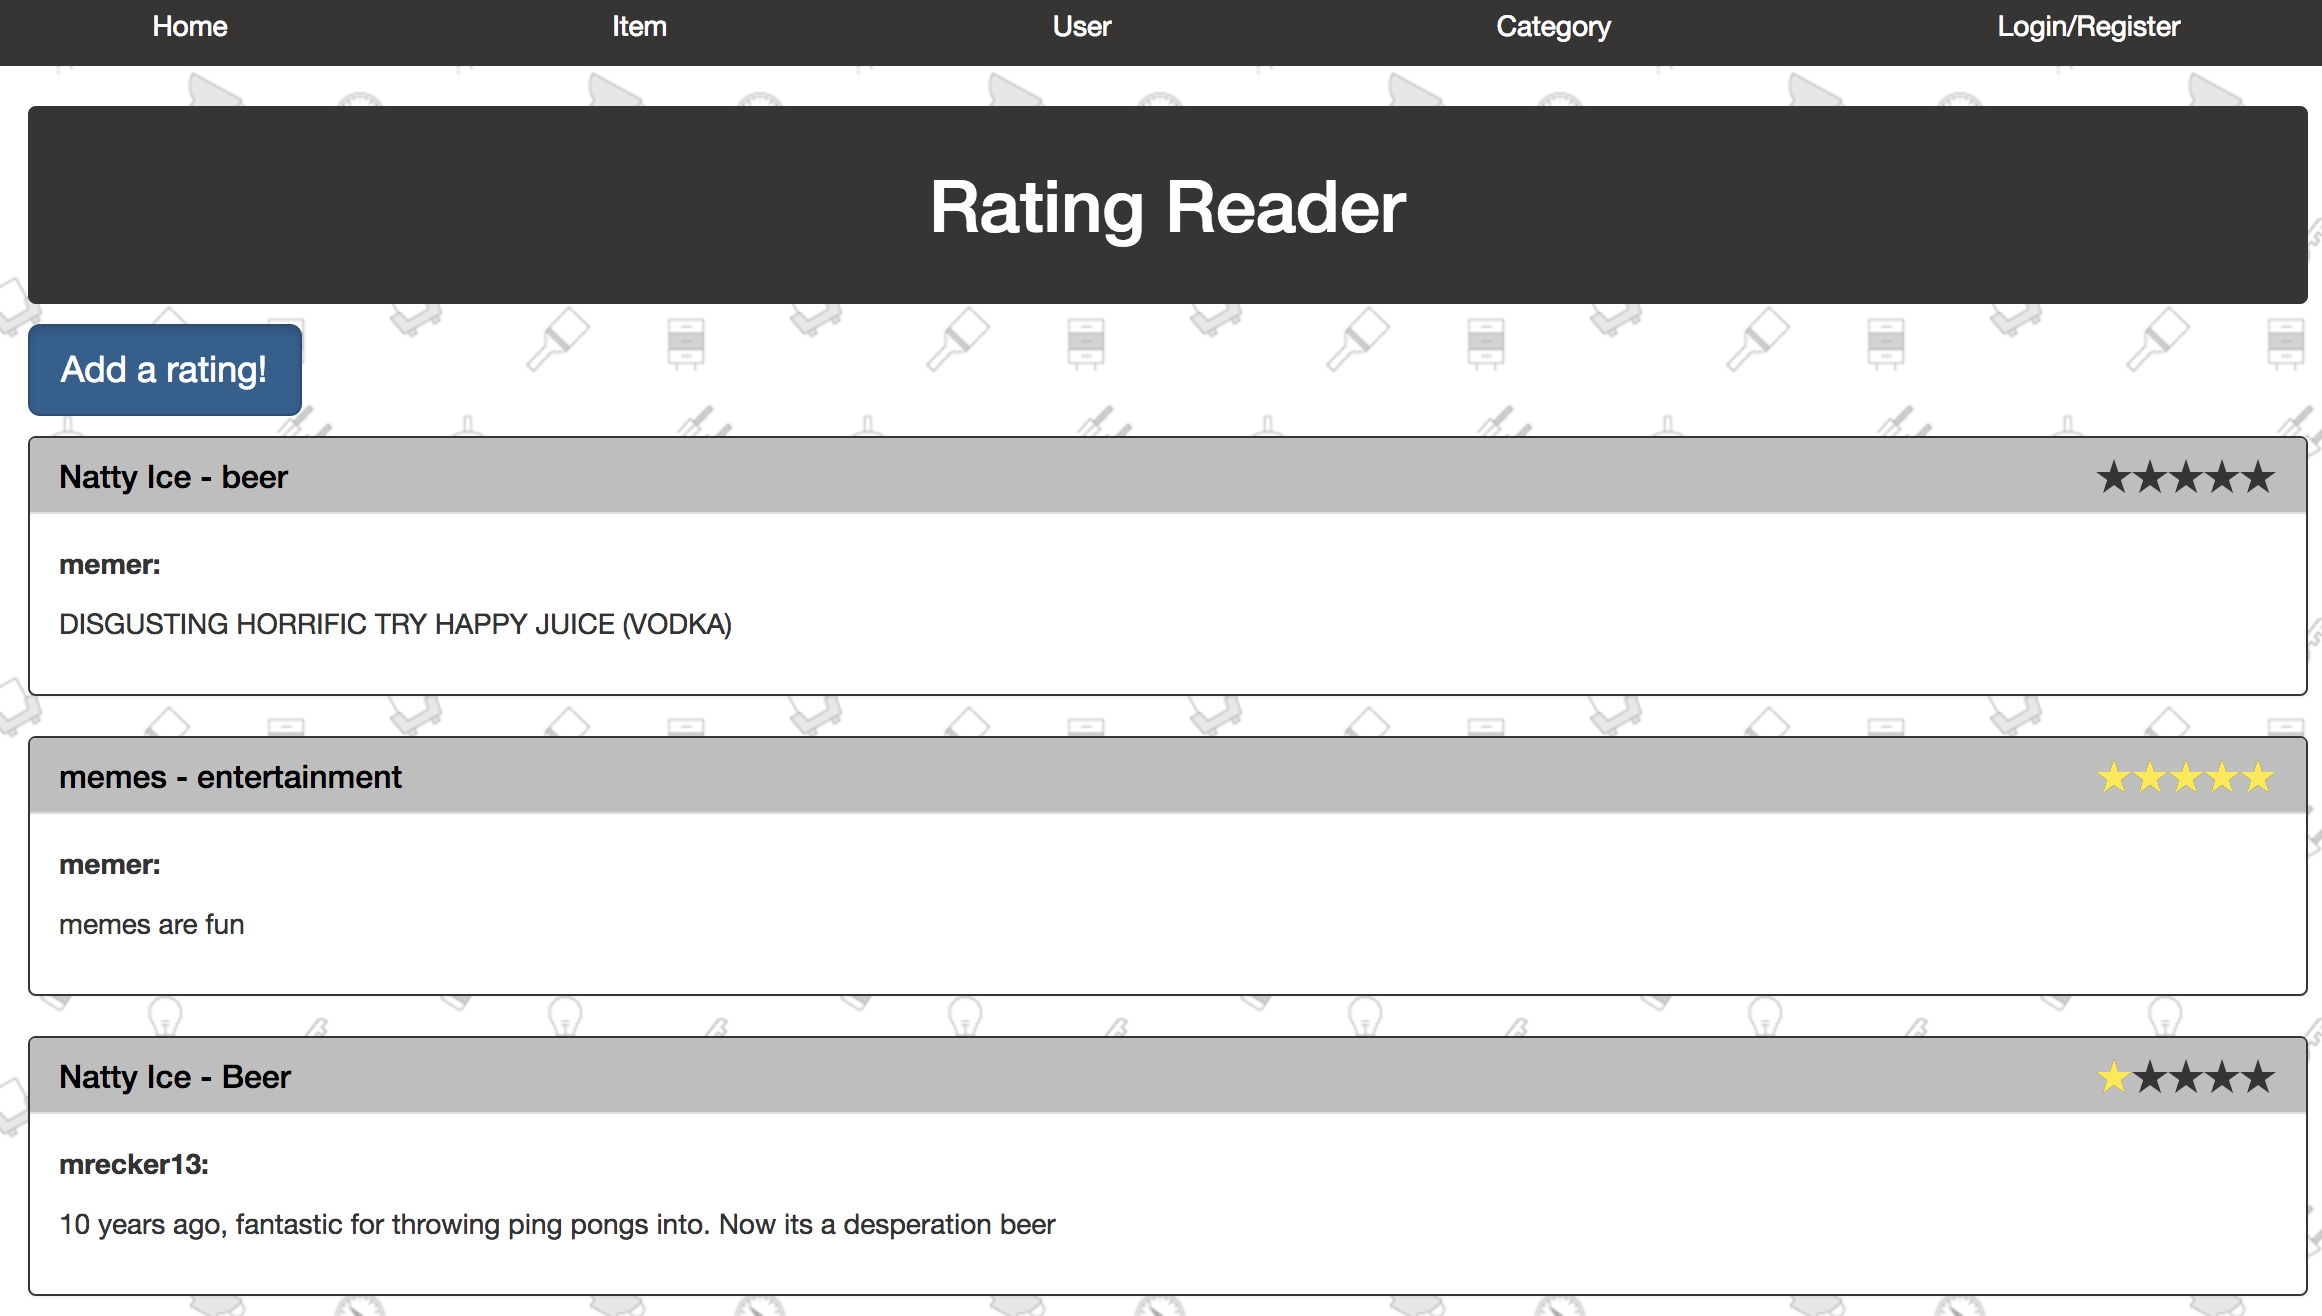 Home Item User Category Login/Register
Rating Reader
Add a rating!
Natty Ice - beer ★★★★★
memer:
DISGUSTING HORRIFIC TRY HAPPY JUICE (VODKA)
memes - entertainment ★★★★★
memer:
memes are fun
Natty Ice - Beer ★★★★★
mrecker13:
10 years ago, fantastic for throwing ping pongs into. Now its a desperation beer